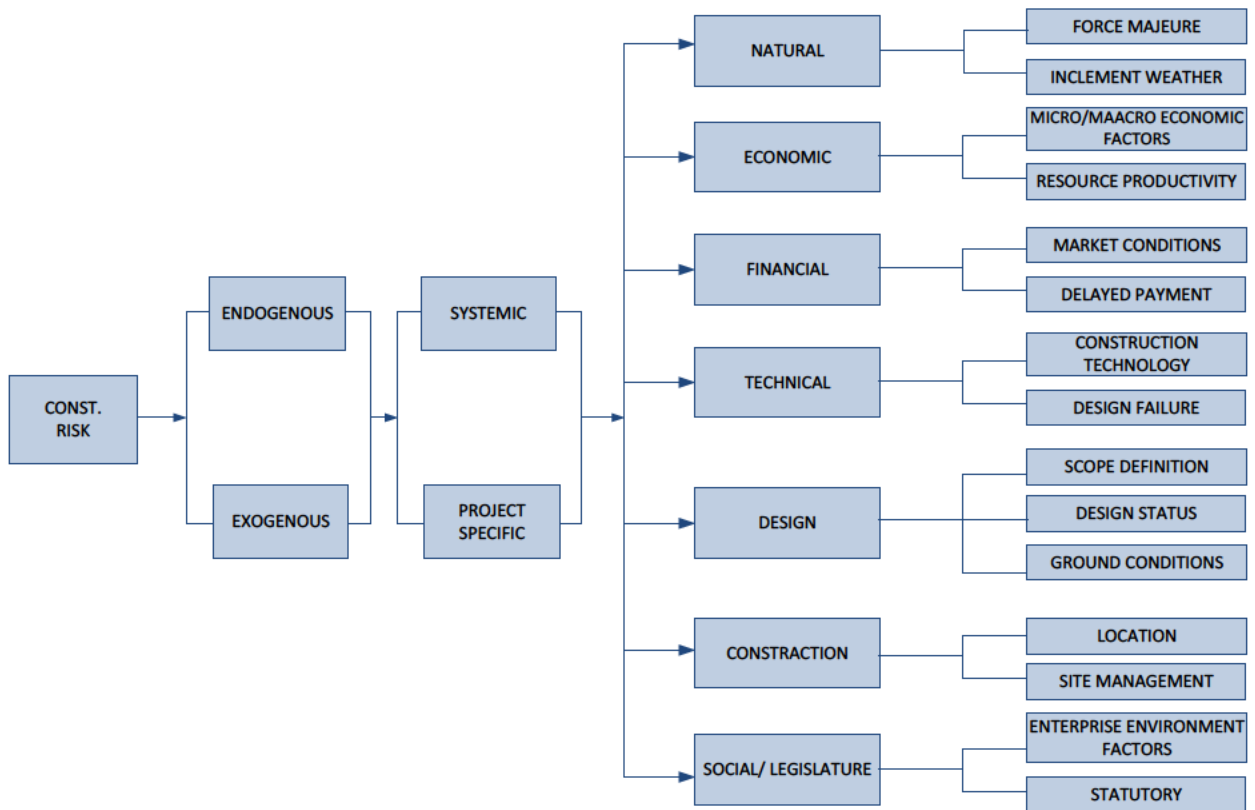 CONST.
RISK
ENDOGENOUS
EXOGENOUS
SYSTEMIC
PROJECT
SPECIFIC
NATURAL
FORCE MAJEURE
INCLEMENT WEATHER
ECONOMIC
MICRO/MAACRO ECONOMIC
FACTORS
RESOURCE PRODUCTIVITY
FINANCIAL
MARKET CONDITIONS
DELAYED PAYMENT
TECHNICAL
CONSTRUCTION
TECHNOLOGY
DESIGN FAILURE
DESIGN
SCOPE DEFINITION
DESIGN STATUS
GROUND CONDITIONS
CONSTRACTION
LOCATION
SITE MANAGEMENT
SOCIAL/ LEGISLATURE
ENTERPRISE ENVIRONMENT
FACTORS
STATUTORY